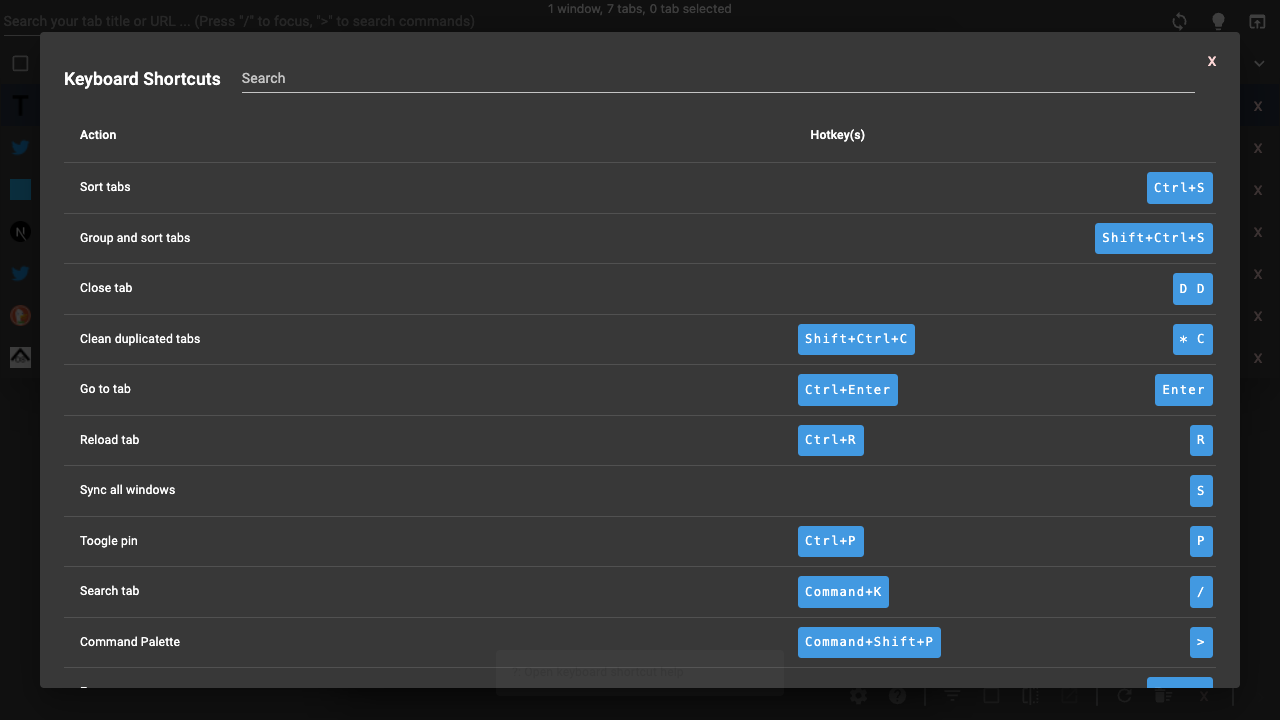 1 window, 7 tabs, 0 tab selected
Search your tab title or URL ... (Press "/" to focus, ">" to search commands)
X
Keyboard Shortcuts Search
Action Hotkey(s)
Sort tabs Ctrl+S
Group and sort tabs Shift+Ctrl+S
Close tab D D
Clean duplicated tabs Shift+Ctrl+C * C
Go to tab Ctrl+Enter Enter
Reload tab Ctrl+R R
Sync all windows S
Toogle pin Ctrl+P P
Search tab Command+K /
Command Palette Command+Shift+P >
T
N
X
X
X
X
X
X
X
X